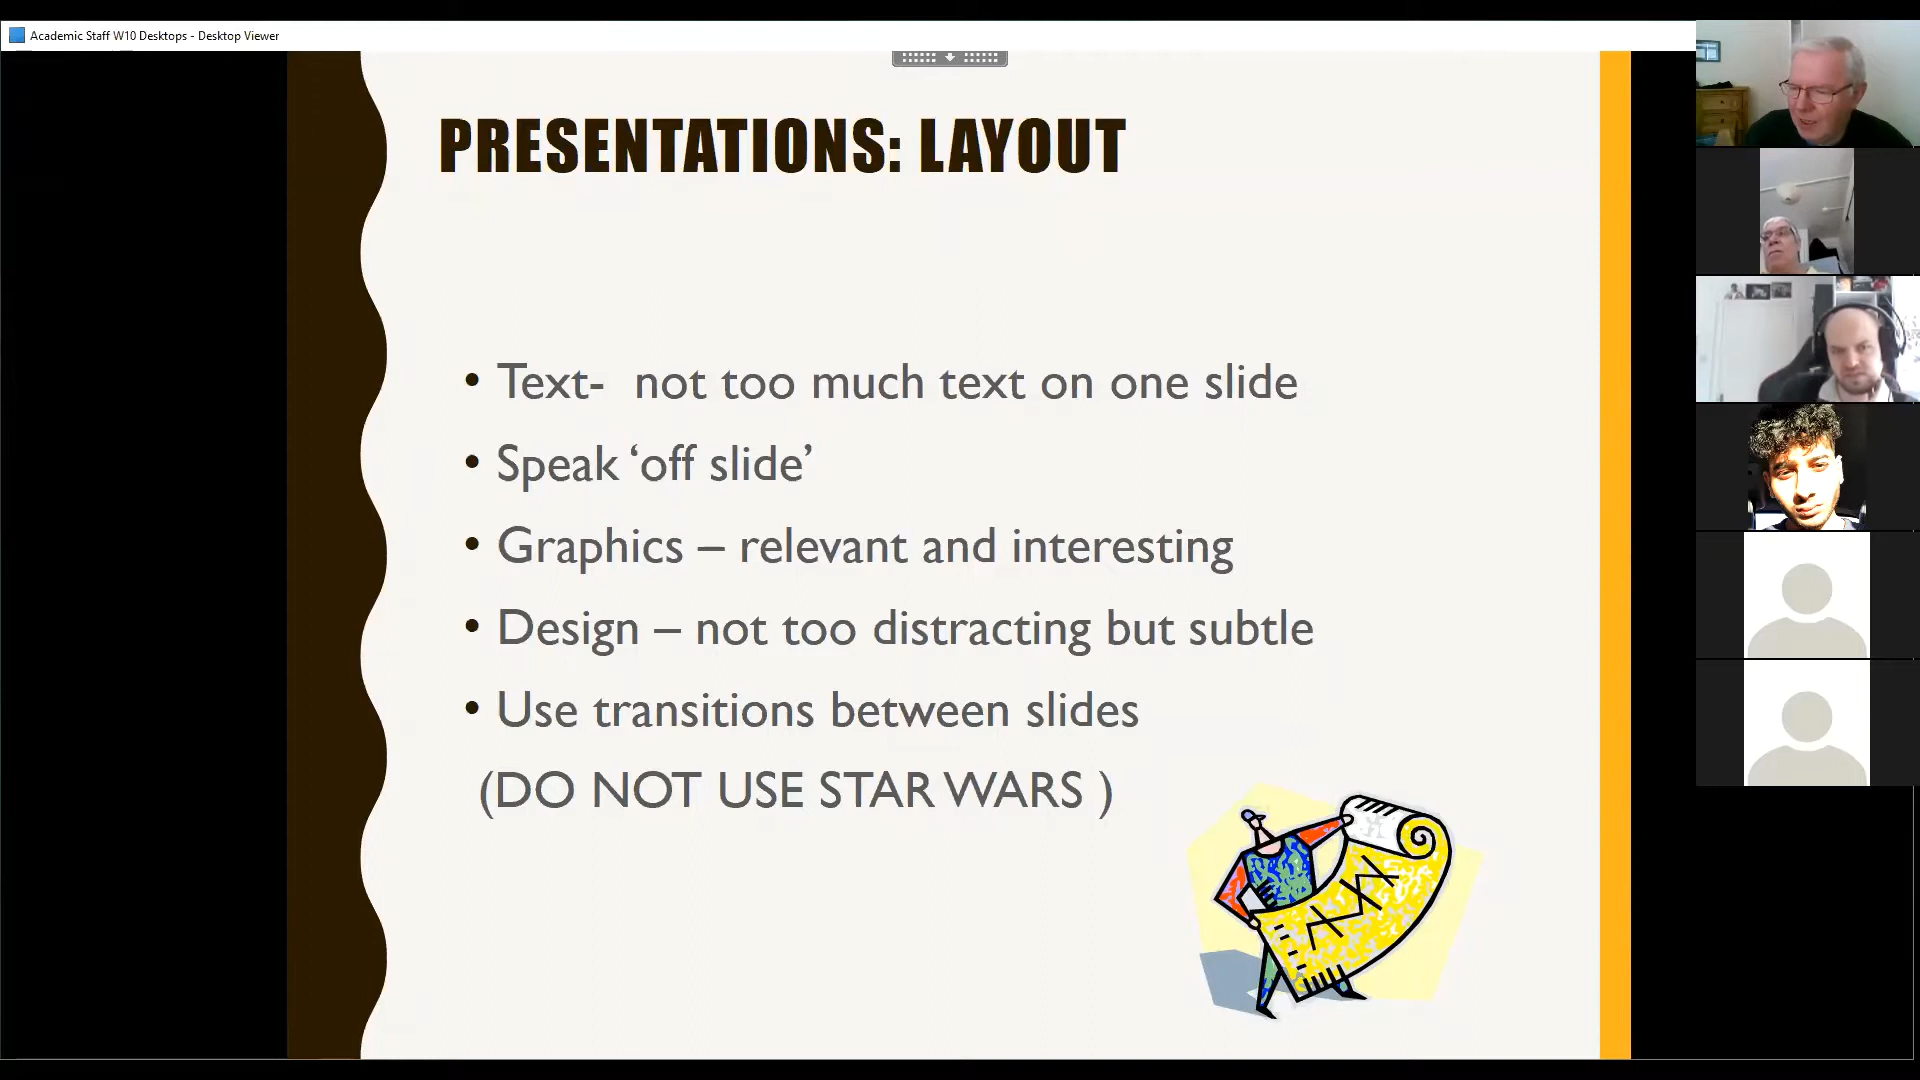 Academic Staff W10 Desktops - Desktop Viewer
PRESENTATIONS: LAYOUT
• Text- not too much text on one slide
• Speak ‘off slide’
• Graphics – relevant and interesting
• Design – not too distracting but subtle
• Use transitions between slides
(DO NOT USE STAR WARS )